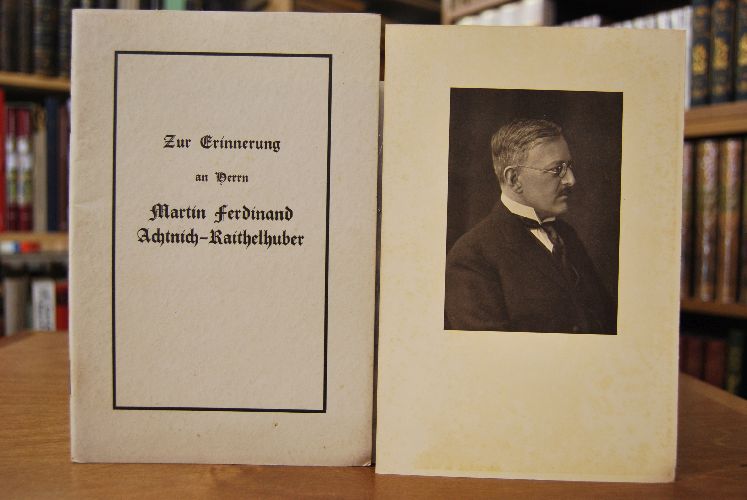 Zur Erinnerung
an Herrn
Martin Ferdinand
Achtnich-Raithelhuber